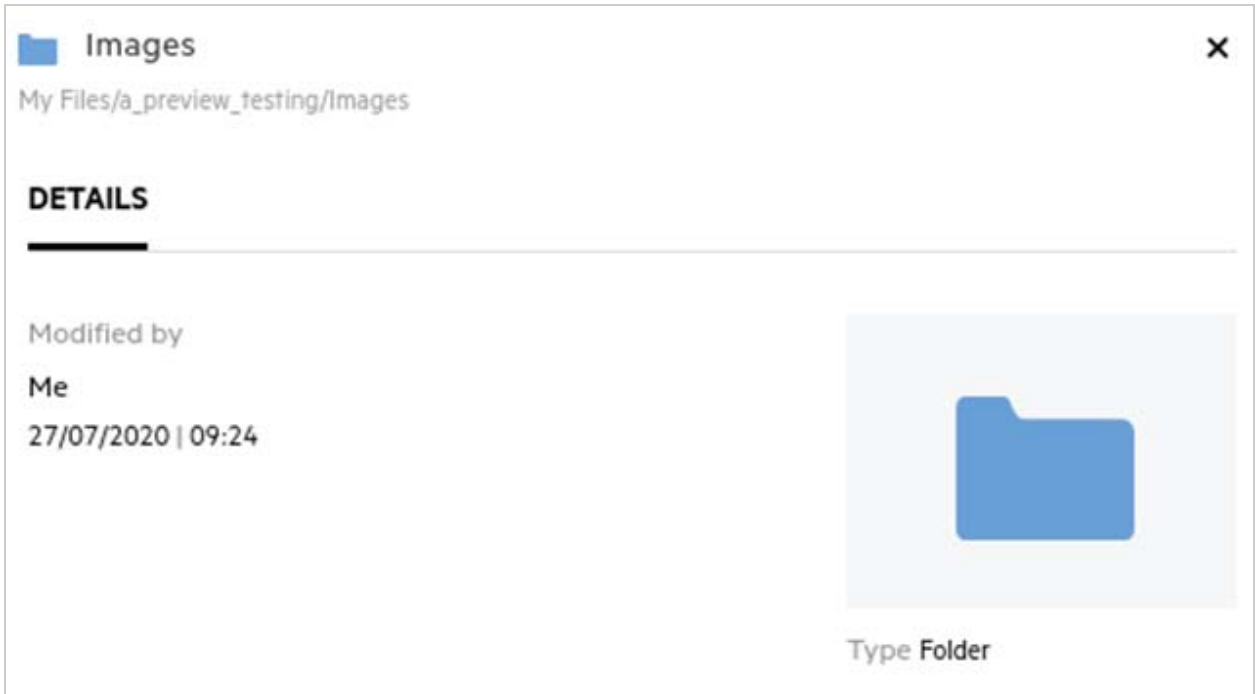 Images
My Files/a_preview_testing/Images
DETAILS
Modified by
Me
27/07/2020 | 09:24
Type Folder